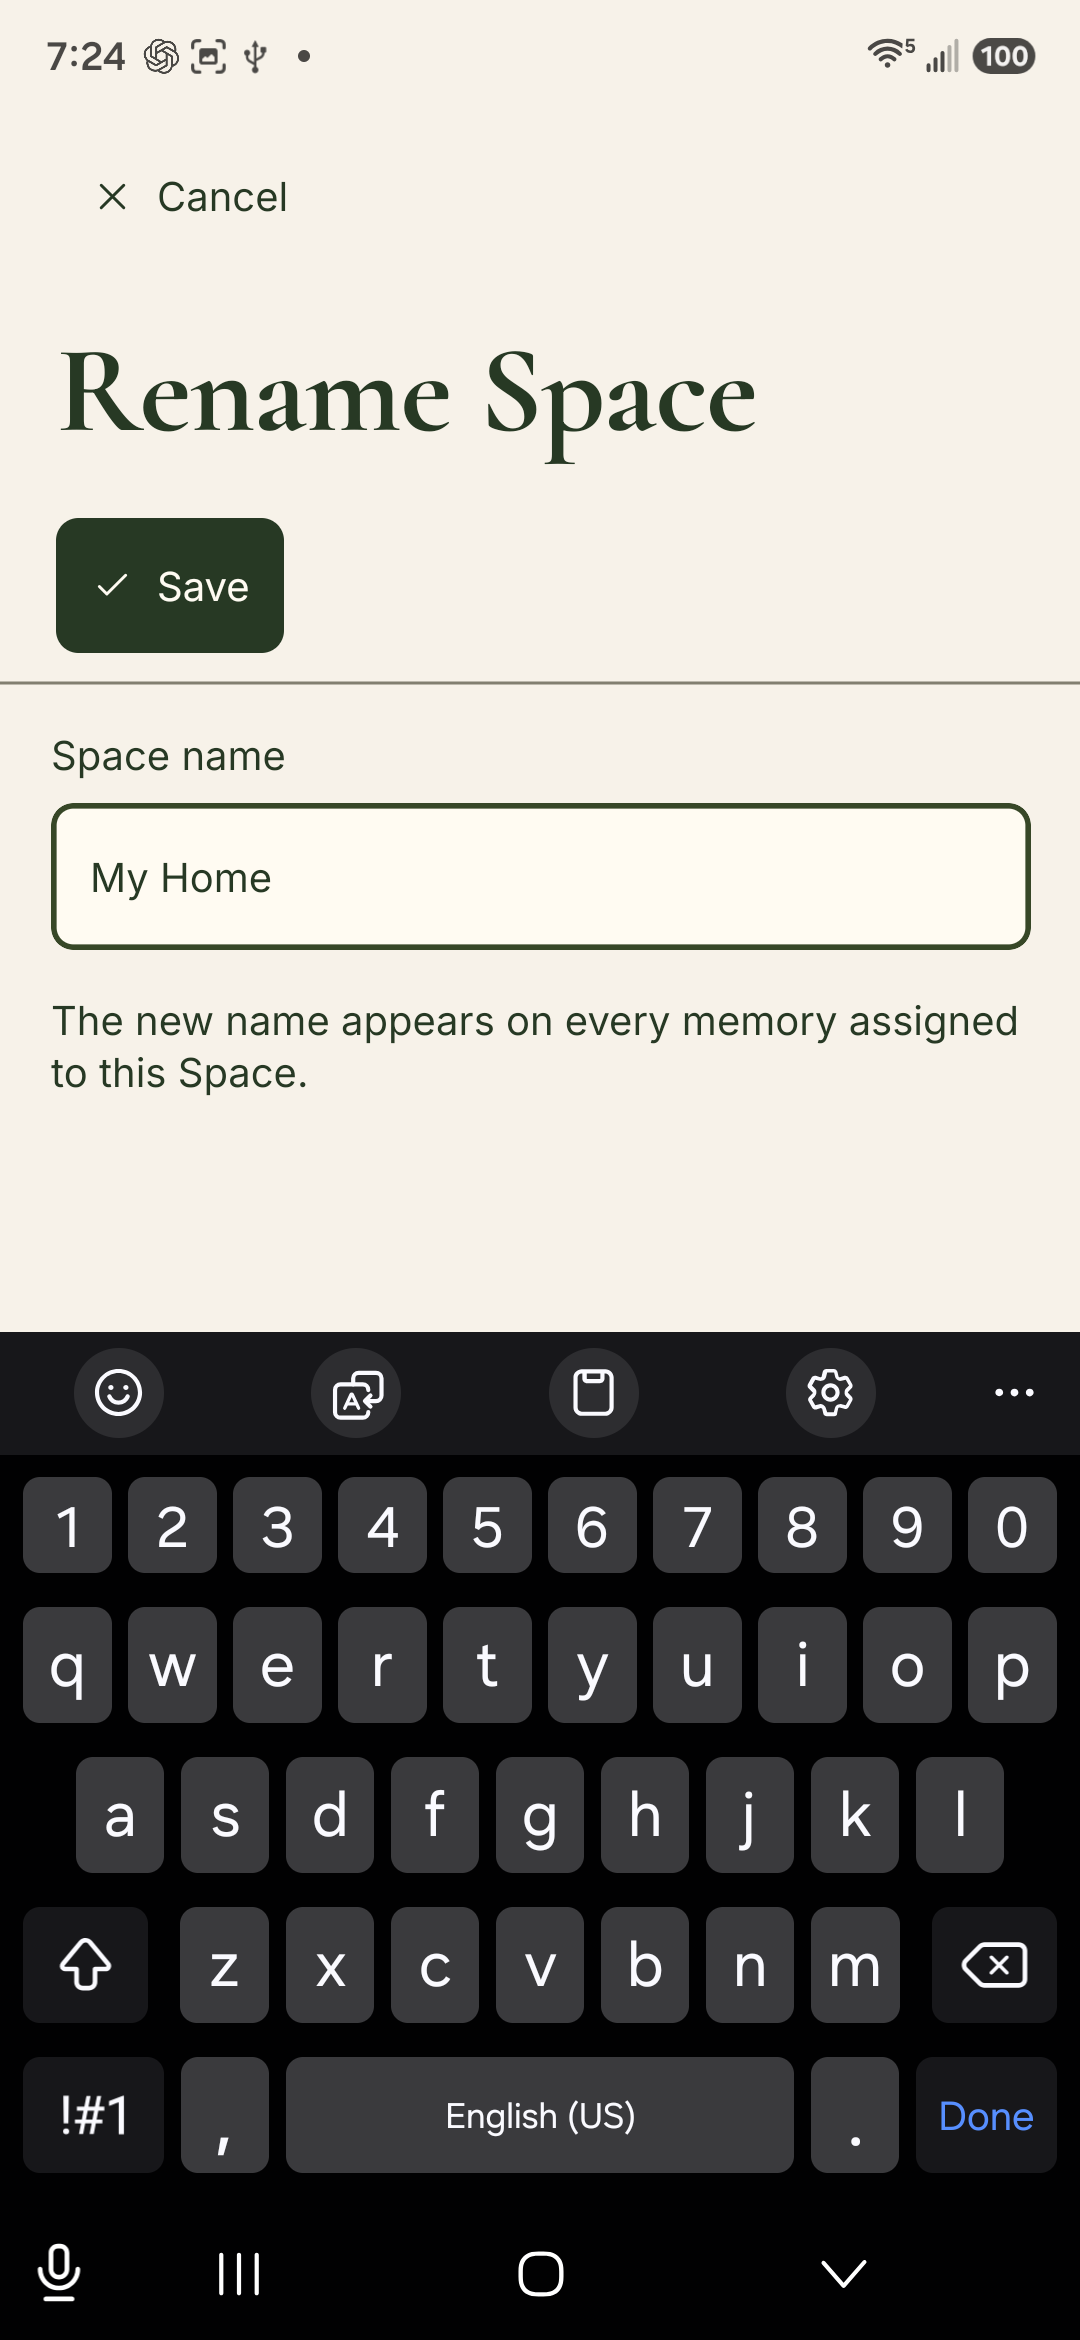 7:24
5
100
Cancel
Rename Space
Save
Space name
My Home
The new name appears on every memory assigned
to this Space.
A
1 2 3 4 5 6 7 8 9 0
q w e r t y u i o p
a s d f g h j k l
z x c v b n m
!#1 , English (US) . Done